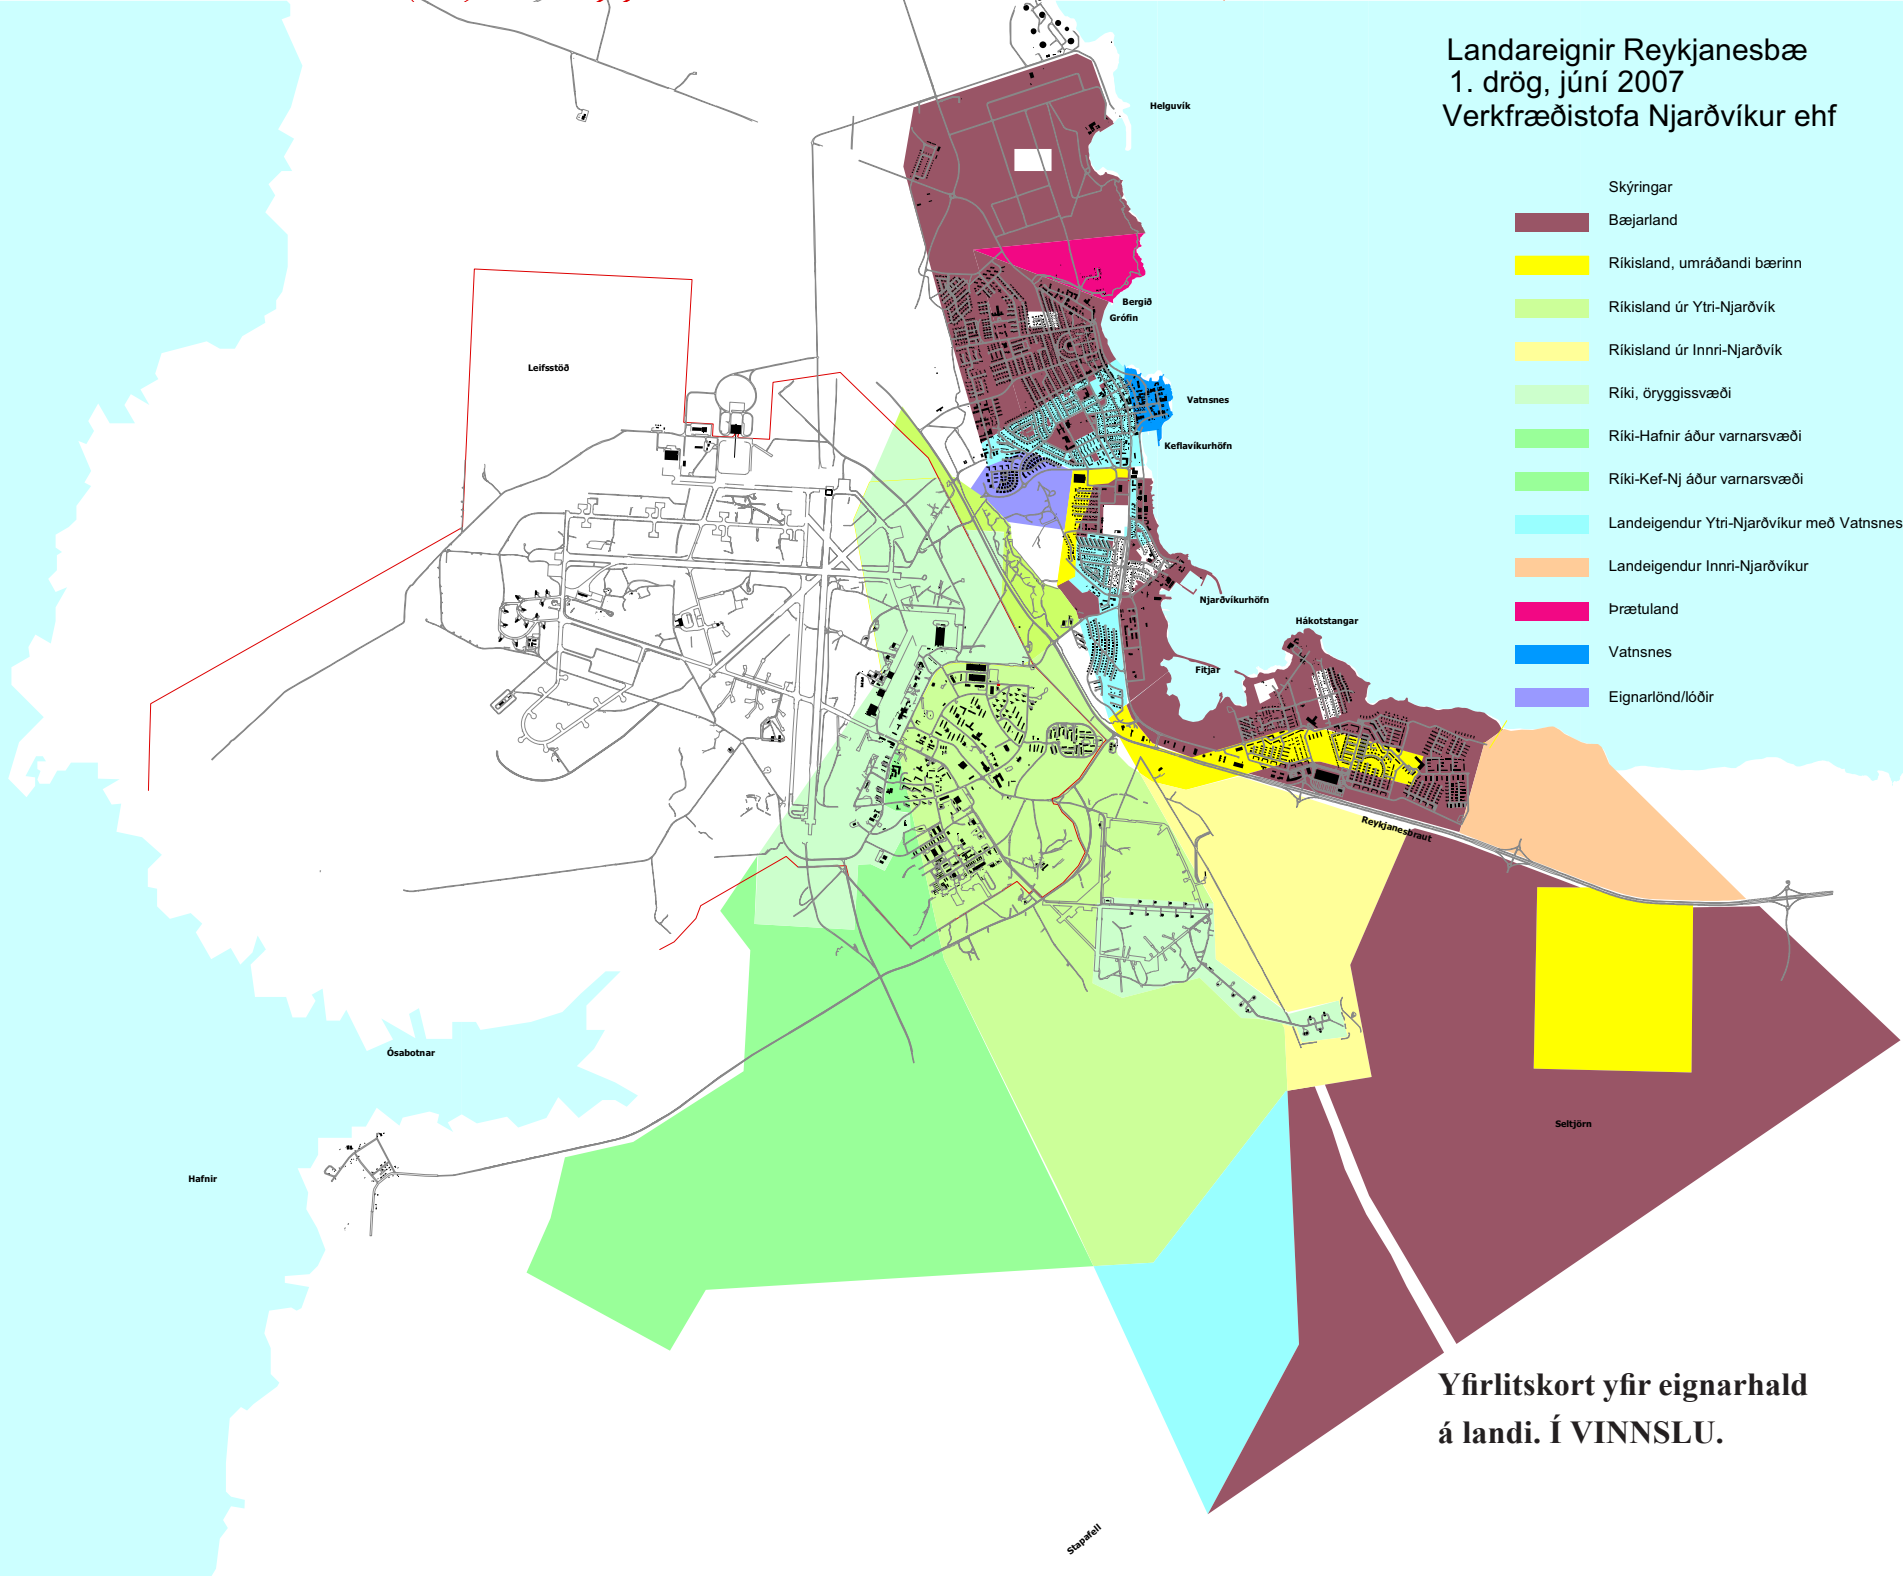 Landareignir Reykjanesbæ
1. drög, júní 2007
Verkfræðistofa Njarðvíkur ehf
Skýringar
Bæjarland
Ríkisland, umráðandi bærinn
Ríkisland úr Ytri-Njarðvík
Ríkisland úr Innri-Njarðvík
Ríki, öryggissvæði
Ríki-Hafnir áður varnarsvæði
Ríki-Kef-Nj áður varnarsvæði
Landeigendur Ytri-Njarðvíkur með Vatnsnes
Landeigendur Innri-Njarðvíkur
Þrætuland
Vatnsnes
Eignarlönd/lóðir
Helguvík
Bergið
Grófin
Leifsstöð
Vatnsnes
Keflavíkurhöfn
Njarðvíkurhöfn
Hákotstangar
Fitjar
Reykjanesbraut
Ósabotnar
Seltjörn
Hafnir
Stapafell
Yfirlitskort yfir eignarhald
á landi. Í VINNSLU.